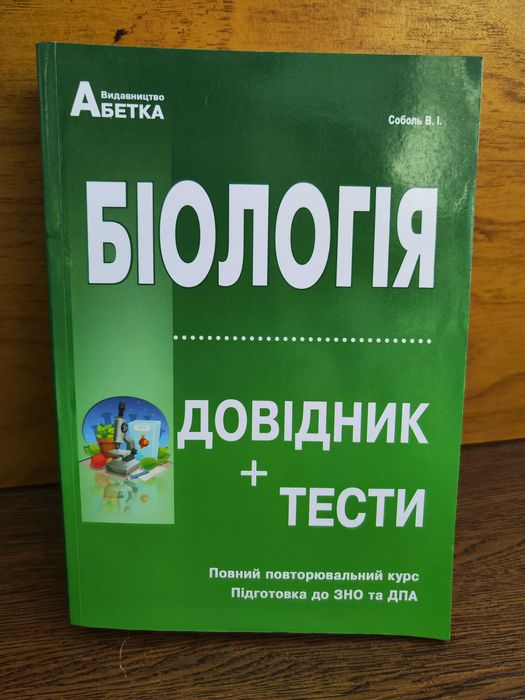 Видавництво
АБЕТКА
Соболь В. І.
БІОЛОГІЯ
ДОВІДНИК
+
ТЕСТИ
Повний повторювальний курс
Підготовка до ЗНО та ДПА